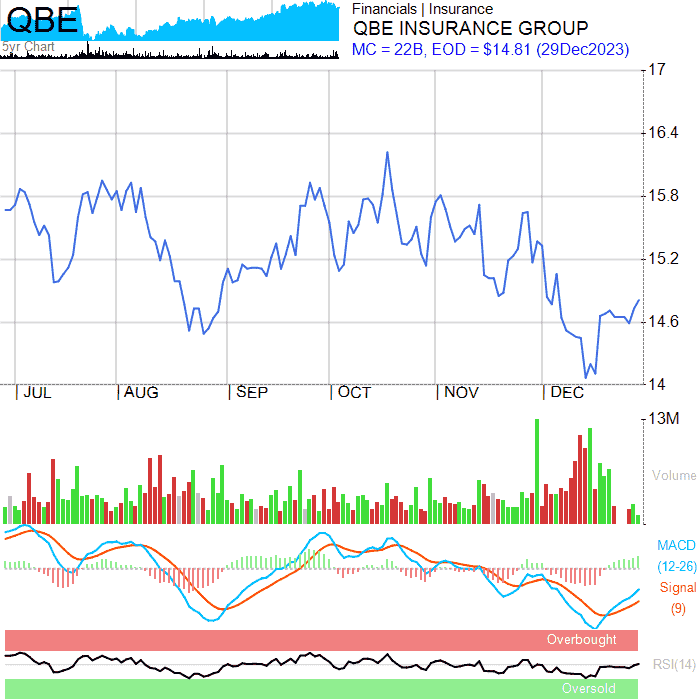 QBE
5yr Chart
Financials | Insurance
QBE INSURANCE GROUP
MC = 22B, EOD = $14.81 (29Dec2023)
17
16.4
15.8
15.2
14.6
14
| JUL | AUG | SEP | OCT | NOV | DEC
13M
Volume
MACD
(12-26)
Signal
(9)
Overbought
RSI(14)
Oversold